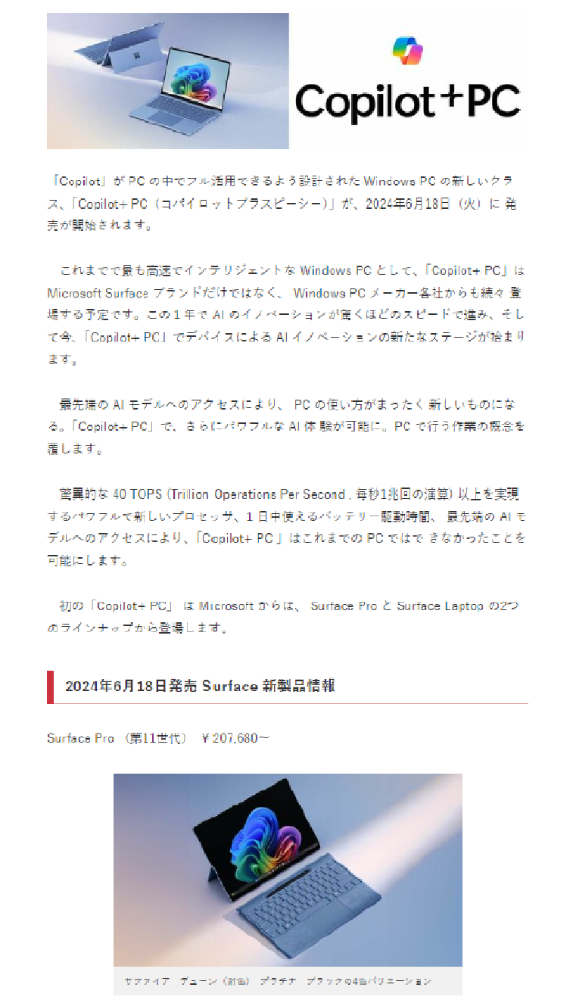 Copilot+PC
「Copilot」が PC の中でフル活用できるよう設計された Windows PC の新しいクラ
ス、「Copilot+ PC（コパイロットプラスピーシー）」が、2024年6月18日（火）に 発
売が開始されます。
これまでで最も高速でインテリジェントな Windows PC として、「Copilot+ PC」は
Microsoft Surface ブランドだけではなく、 Windows PC メーカー各社からも続々 登
場する予定です。この 1 年で AI のイノベーションが驚くほどのスピードで進み、そし
て今、「Copilot+ PC」でデバイスによる AI イノベーションの新たなステージが始まり
ます。
最先端の AI モデルへのアクセスにより、 PC の使い方がまったく 新しいものにな
る。「Copilot+ PC」で、さらにパワフルな AI 体 験が可能に。PC で行う作業の概念を
覆します。
驚異的な 40 TOPS (Trillion Operations Per Second , 毎秒1兆回の演算) 以上を実現
するパワフルで新しいプロセッサ、1 日中使えるバッテリー駆動時間、 最先端の AI モ
デルへのアクセスにより、「Copilot+ PC 」はこれまでの PC ではで きなかったことを
可能にします。
初の「Copilot+ PC」 は Microsoft からは、 Surface Pro と Surface Laptop の2つ
のラインナップから登場します。
2024年6月18日発売 Surface 新製品情報
Surface Pro （第11世代） ￥207,680～
サファイア デューン（新色） プラチナ ブラックの4色バリエーション